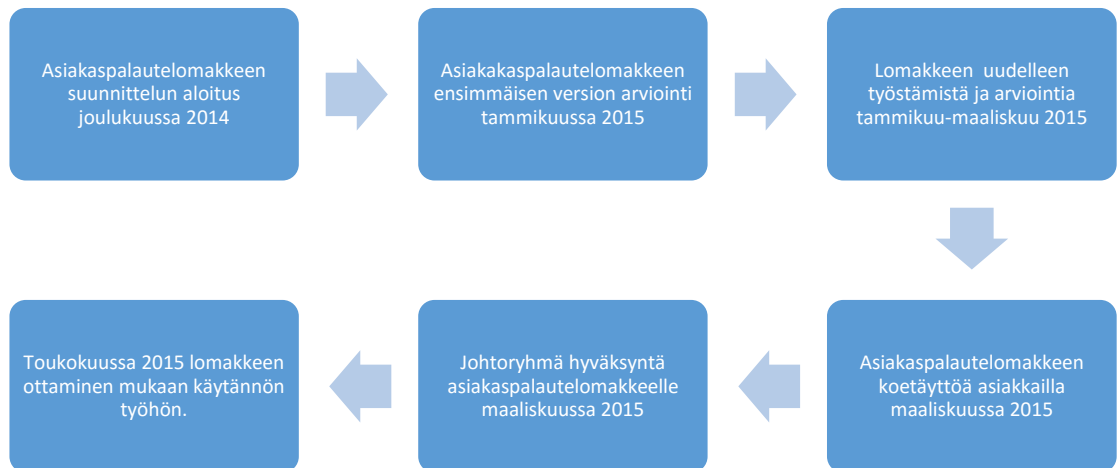 Asiakaspalautelomakkeen
suunnittelun aloitus
joulukuussa 2014
Asiakakaspalautelomakkeen
ensimmäisen version arviointi
tammikuussa 2015
Lomakkeen uudelleen
työstämistä ja arviointia
tammikuu-maaliskuu 2015
Asiakaspalautelomakkeen
koetäyttöä asiakkailla
maaliskuussa 2015
Johtoryhmä hyväksyntä
asiakaspalautelomakkeelle
maaliskuussa 2015
Toukokuussa 2015 lomakkeen
ottaminen mukaan käytännön
työhön.